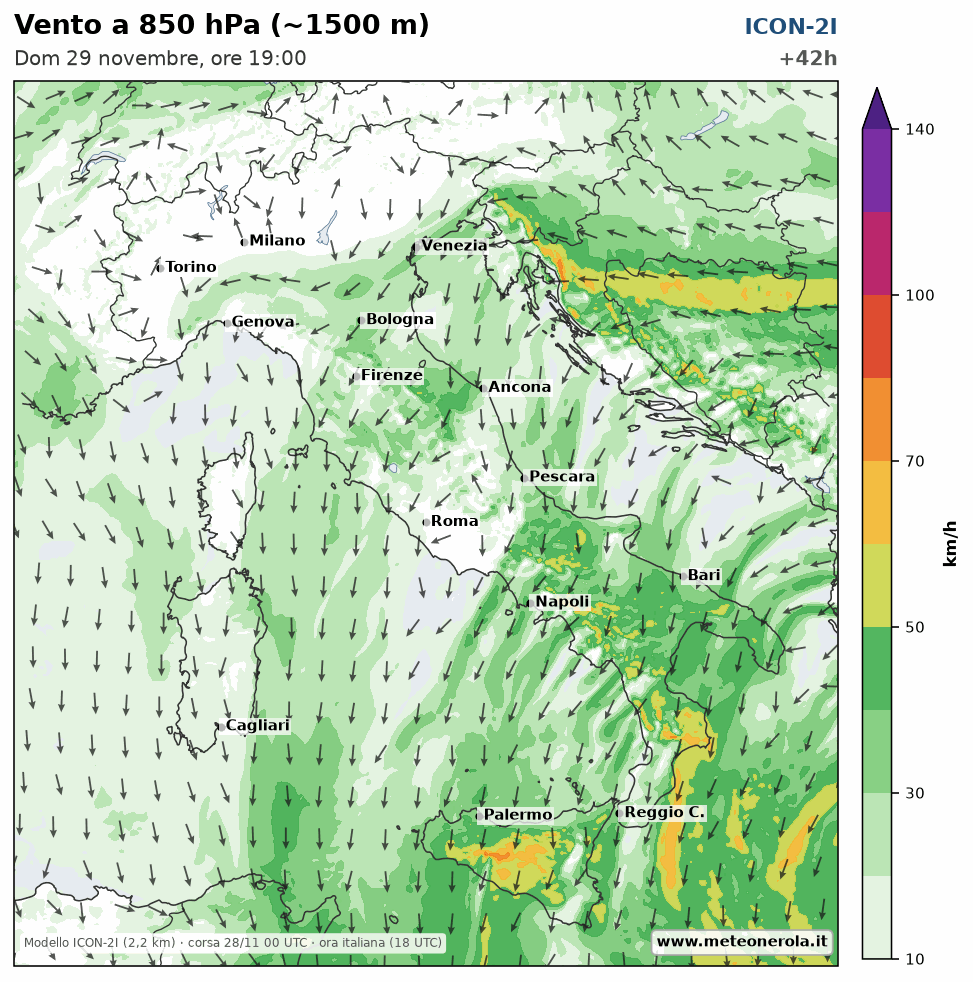 Vento a 850 hPa (~1500 m)
ICON-2I
Dom 29 novembre, ore 19:00
+42h
Milano
Venezia
Torino
Genova
Bologna
Firenze
Ancona
Pescara
Roma
Bari
Napoli
Cagliari
Palermo
Reggio C.
140
100
70
50
30
10
km/h
Modello ICON-2I (2,2 km) · corsa 28/11 00 UTC · ora italiana (18 UTC)
www.meteonerola.it